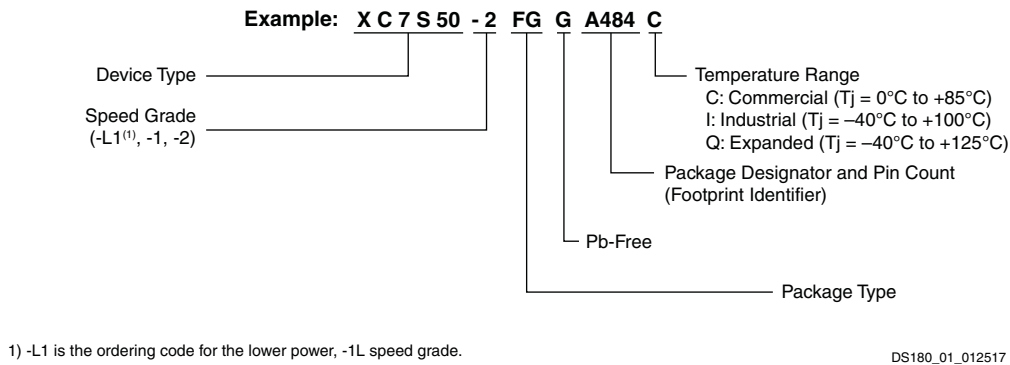 Example: X C 7 S 50 - 2 FG G A484 C
Device Type
Speed Grade
(-L1(1), -1, -2)
Temperature Range
C: Commercial (Tj = 0°C to +85°C)
I: Industrial (Tj = –40°C to +100°C)
Q: Expanded (Tj = –40°C to +125°C)
Package Designator and Pin Count
(Footprint Identifier)
Pb-Free
Package Type
1) -L1 is the ordering code for the lower power, -1L speed grade.
DS180_01_012517